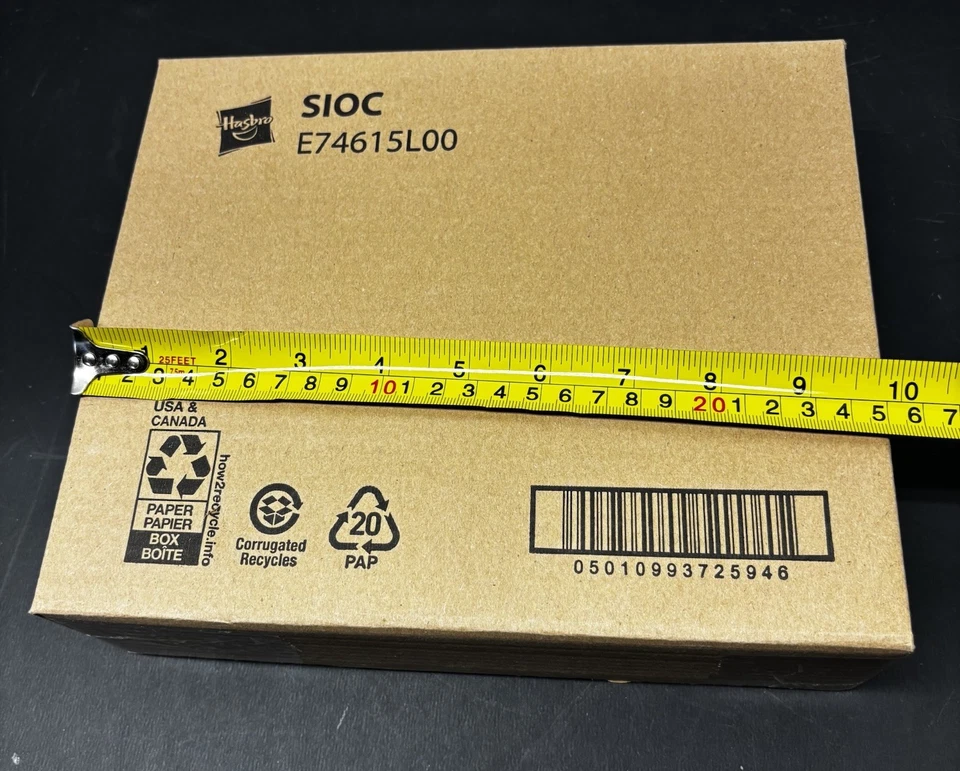 Hasbro
SIOC
E74615L00
1 2 3 4 5 6 7 8 9 10
25FEET
7.5m
2 3 4 5 6 7 8 9 10 1 2 3 4 5 6 7 8 9 20 1 2 3 4 5 6 7
USA &
CANADA
how2recycle.info
PAPER
PAPIER
BOX
BOÎTE
Corrugated
Recycles
20
PAP
05010993725946